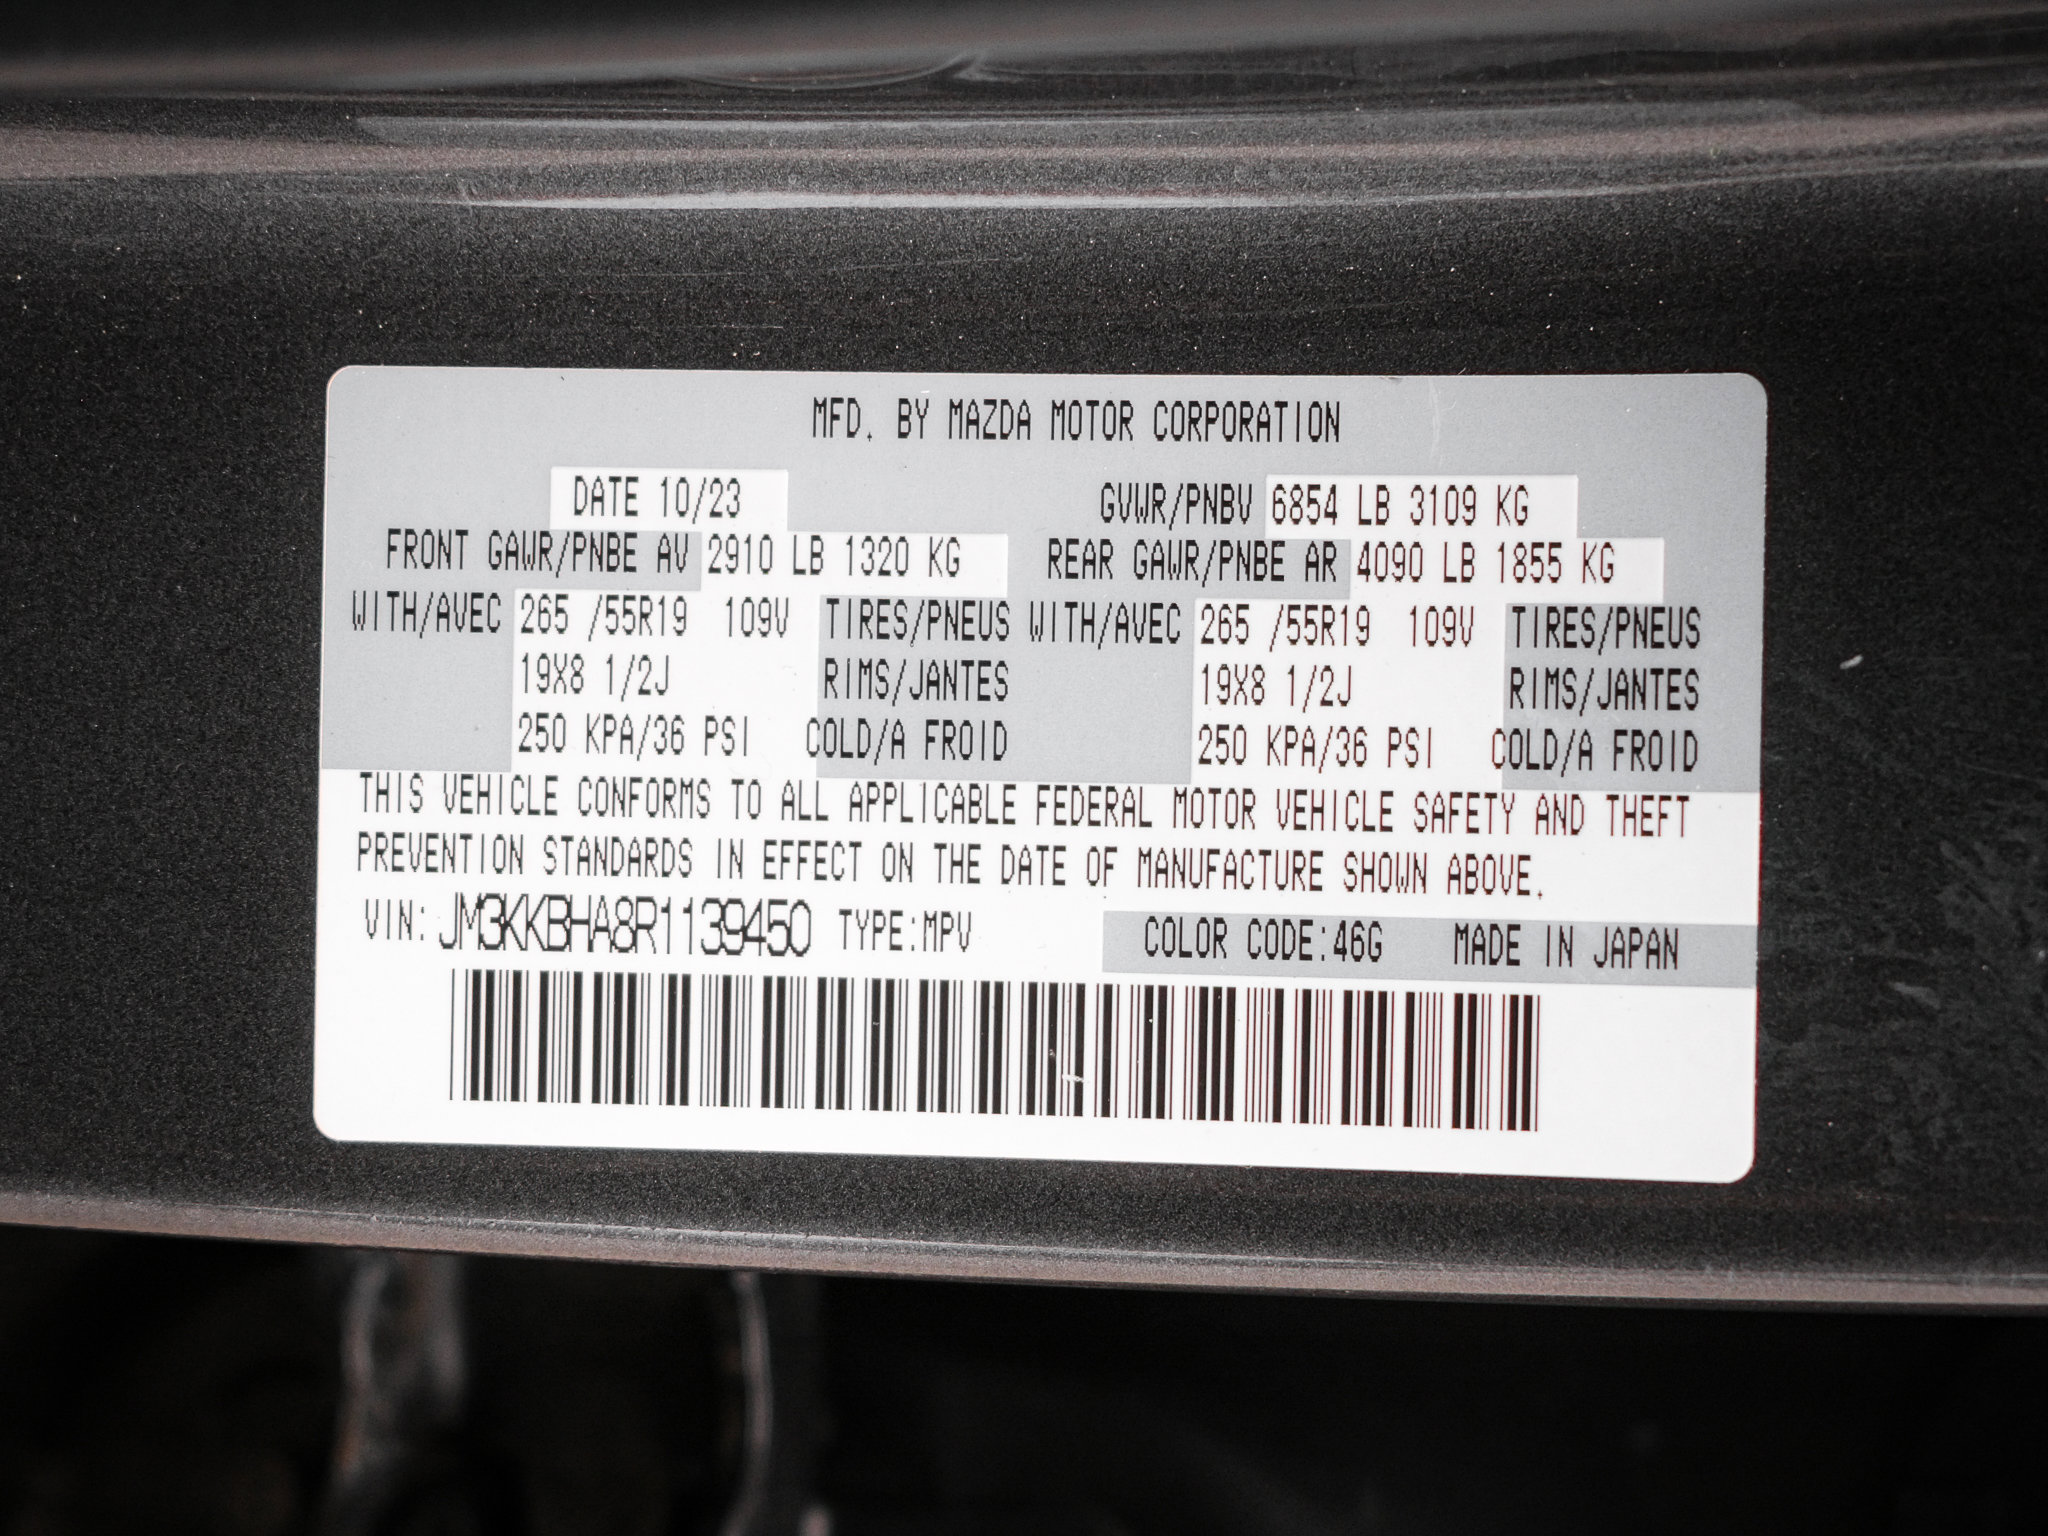 MFD. BY MAZDA MOTOR CORPORATION
DATE 10/23 GVWR/PNBV 6854 LB 3109 KG
FRONT GAWR/PNBE AV 2910 LB 1320 KG REAR GAWR/PNBE AR 4090 LB 1855 KG
WITH/AVEC 265 /55R19 109V TIRES/PNEUS WITH/AVEC 265 /55R19 109V TIRES/PNEUS
19X8 1/2J RIMS/JANTES 19X8 1/2J RIMS/JANTES
250 KPA/36 PSI COLD/A FROID 250 KPA/36 PSI COLD/A FROID
THIS VEHICLE CONFORMS TO ALL APPLICABLE FEDERAL MOTOR VEHICLE SAFETY AND THEFT
PREVENTION STANDARDS IN EFFECT ON THE DATE OF MANUFACTURE SHOWN ABOVE.
VIN: JM3KKBHA8R1139450 TYPE:MPV COLOR CODE:46G MADE IN JAPAN